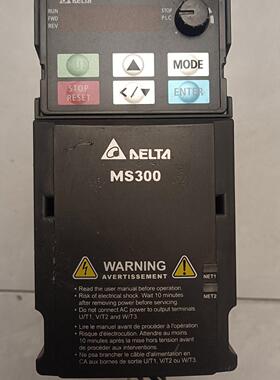 DELTA
RUN
FWD
REV
STOP
PLC
MODE
STOP
RESET
ENTER
DELTA
MS300
WARNING
AVERTISSEMENT
• Read the user manual before operation.
• Risk of electrical shock. Wait 10 minutes
after removing power before servicing.
• Do not connect AC power to output terminals
U/T1, V/T2 and W/T3.
NET1
NET2
• Lire le manuel avant de procéder à l'opération.
• Risque d'électrocution. Attendre au moins
10 minutes après la mise hors tension avant
de procéder aux interventions.
• Ne pas brancher le câble d'alimentation en
CA aux bornes de sortie U/T1, V/T2 ou W/T3.